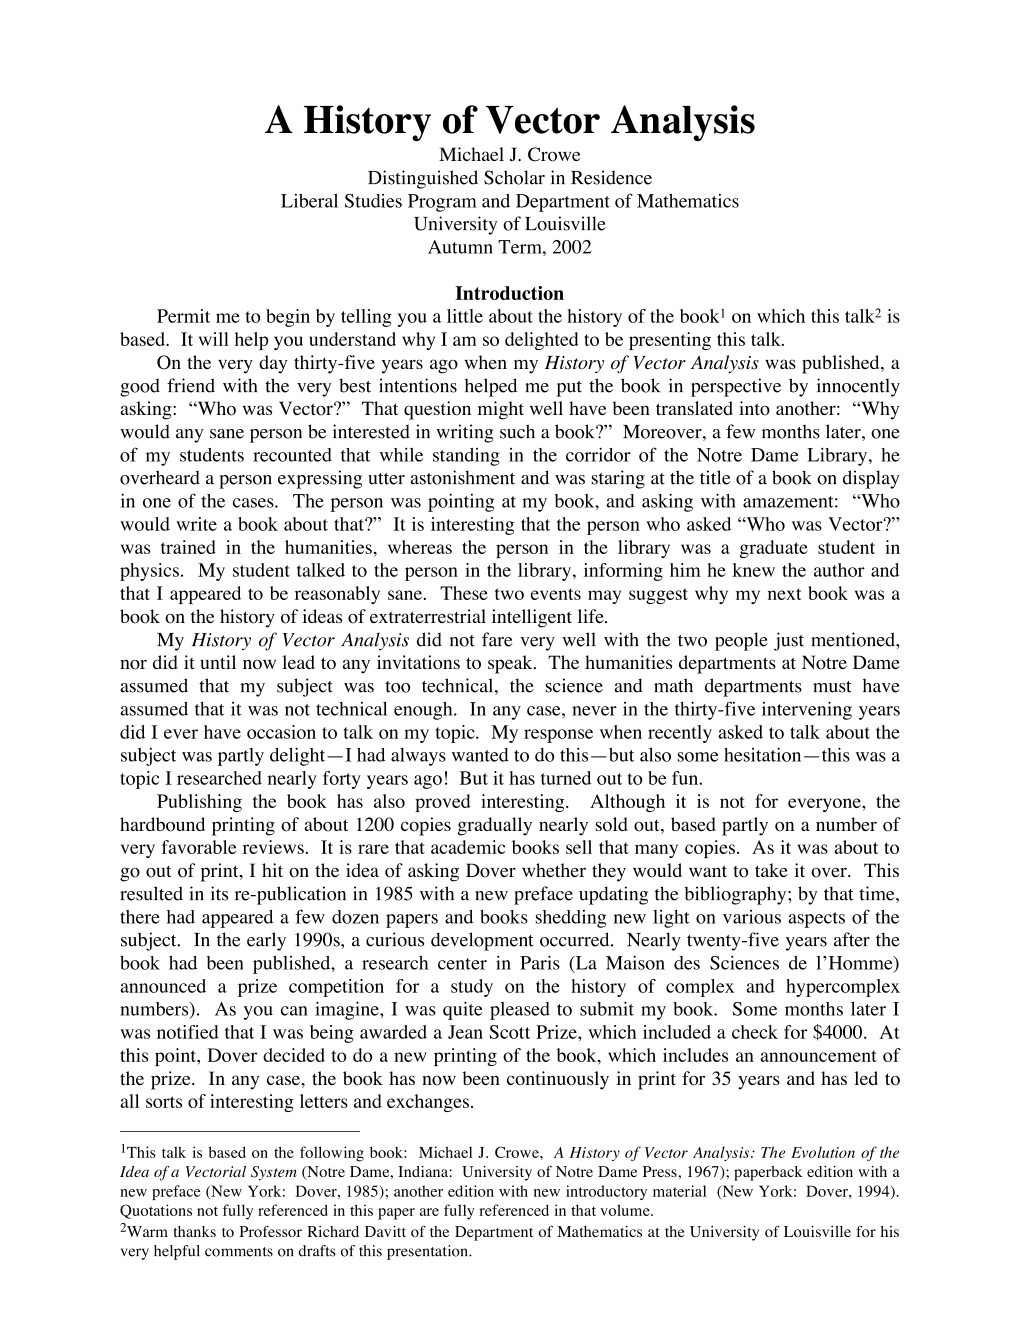 A History of Vector Analysis
Michael J. Crowe
Distinguished Scholar in Residence
Liberal Studies Program and Department of Mathematics
University of Louisville
Autumn Term, 2002
Introduction
Permit me to begin by telling you a little about the history of the book¹ on which this talk² is
based.  It will help you understand why I am so delighted to be presenting this talk.
On the very day thirty-five years ago when my History of Vector Analysis was published, a
good friend with the very best intentions helped me put the book in perspective by innocently
asking:  “Who was Vector?”  That question might well have been translated into another:  “Why
would any sane person be interested in writing such a book?”  Moreover, a few months later, one
of my students recounted that while standing in the corridor of the Notre Dame Library, he
overheard a person expressing utter astonishment and was staring at the title of a book on display
in one of the cases.  The person was pointing at my book, and asking with amazement:  “Who
would write a book about that?”  It is interesting that the person who asked “Who was Vector?”
was trained in the humanities, whereas the person in the library was a graduate student in
physics.  My student talked to the person in the library, informing him he knew the author and
that I appeared to be reasonably sane.  These two events may suggest why my next book was a
book on the history of ideas of extraterrestrial intelligent life.
My History of Vector Analysis did not fare very well with the two people just mentioned,
nor did it until now lead to any invitations to speak.  The humanities departments at Notre Dame
assumed that my subject was too technical, the science and math departments must have
assumed that it was not technical enough.  In any case, never in the thirty-five intervening years
did I ever have occasion to talk on my topic.  My response when recently asked to talk about the
subject was partly delight—I had always wanted to do this—but also some hesitation—this was a
topic I researched nearly forty years ago!  But it has turned out to be fun.
Publishing the book has also proved interesting.  Although it is not for everyone, the
hardbound printing of about 1200 copies gradually nearly sold out, based partly on a number of
very favorable reviews.  It is rare that academic books sell that many copies.  As it was about to
go out of print, I hit on the idea of asking Dover whether they would want to take it over.  This
resulted in its re-publication in 1985 with a new preface updating the bibliography; by that time,
there had appeared a few dozen papers and books shedding new light on various aspects of the
subject.  In the early 1990s, a curious development occurred.  Nearly twenty-five years after the
book had been published, a research center in Paris (La Maison des Sciences de l’Homme)
announced a prize competition for a study on the history of complex and hypercomplex
numbers).  As you can imagine, I was quite pleased to submit my book.  Some months later I
was notified that I was being awarded a Jean Scott Prize, which included a check for $4000.  At
this point, Dover decided to do a new printing of the book, which includes an announcement of
the prize.  In any case, the book has now been continuously in print for 35 years and has led to
all sorts of interesting letters and exchanges.
¹This talk is based on the following book:  Michael J. Crowe,  A History of Vector Analysis: The Evolution of the
Idea of a Vectorial System (Notre Dame, Indiana:  University of Notre Dame Press, 1967); paperback edition with a
new preface (New York:  Dover, 1985); another edition with new introductory material  (New York:  Dover, 1994).
Quotations not fully referenced in this paper are fully referenced in that volume.
²Warm thanks to Professor Richard Davitt of the Department of Mathematics at the University of Louisville for his
very helpful comments on drafts of this presentation.